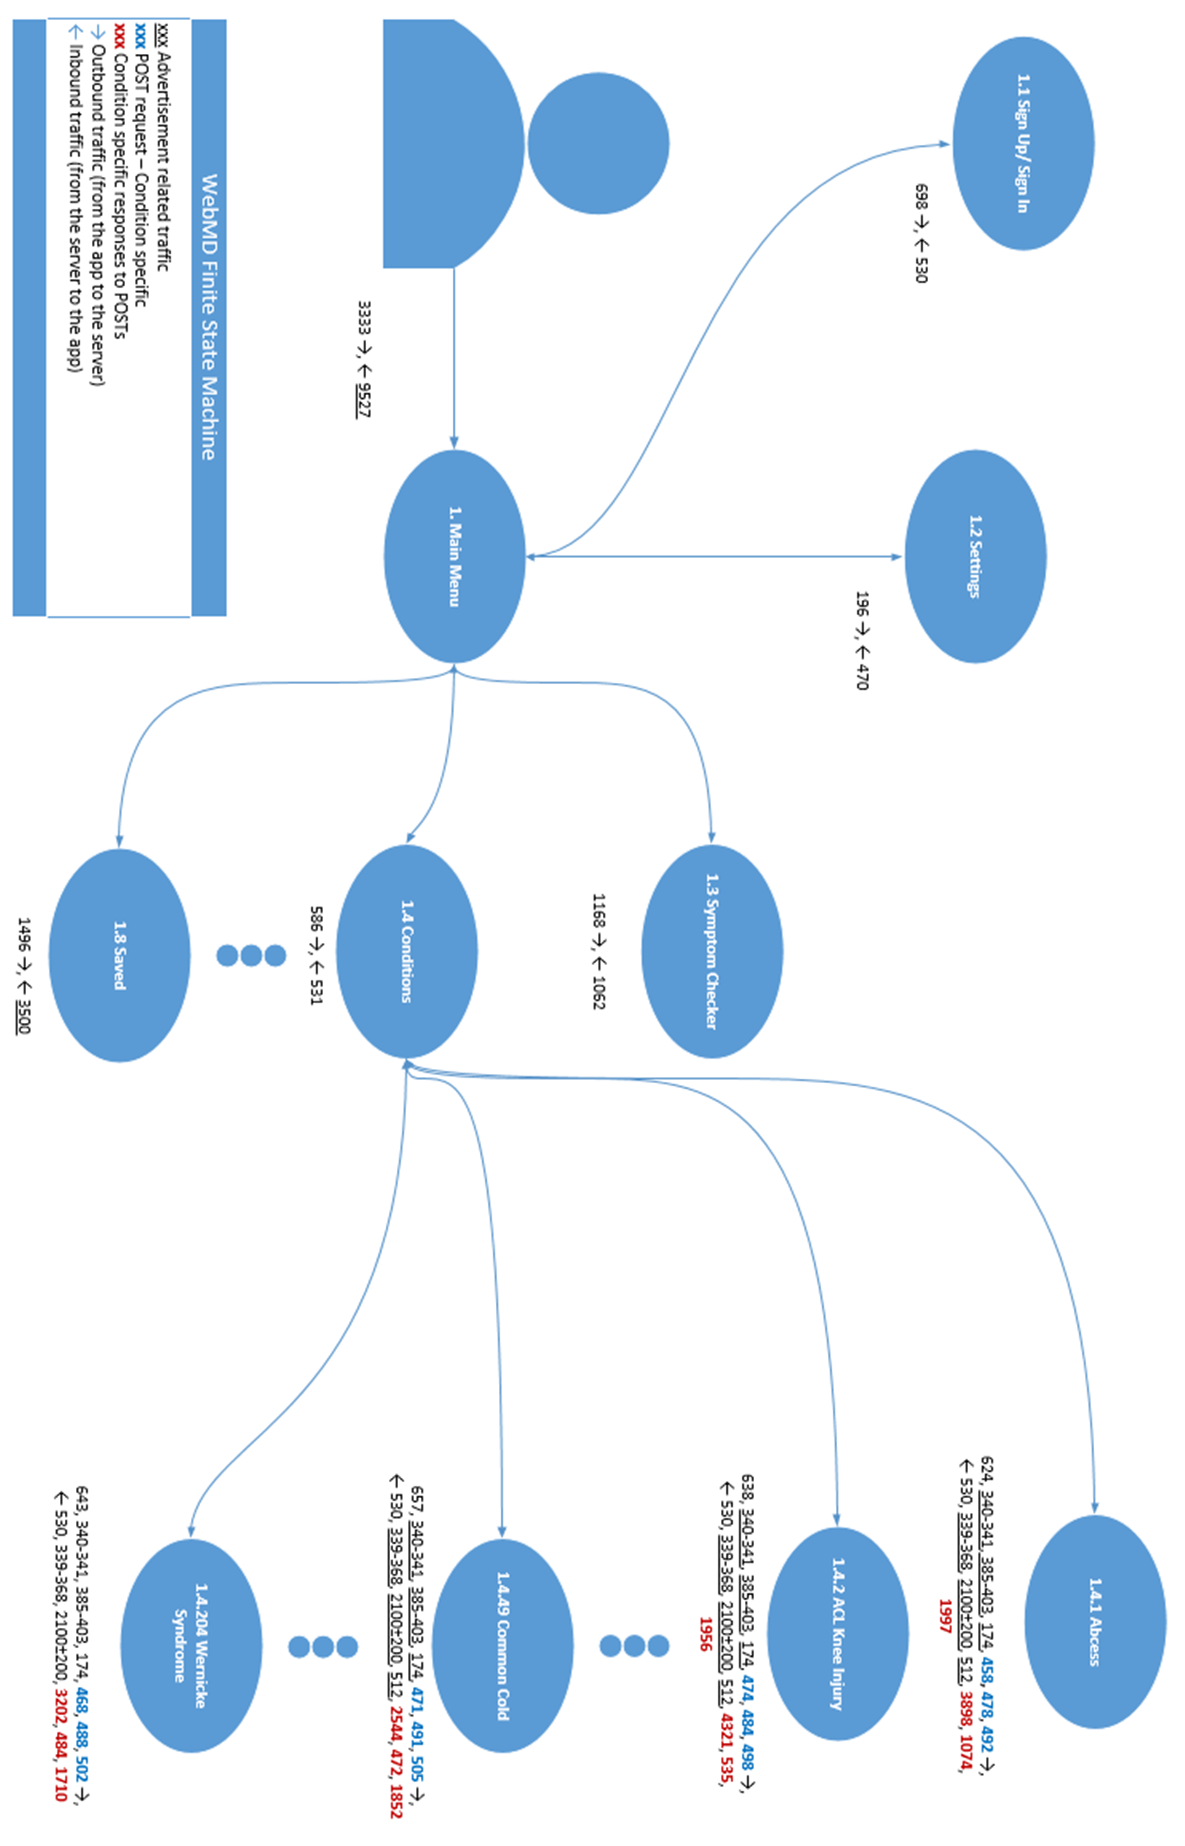 1.1 Sign Up/ Sign In
698 →, ← 530
1.2 Settings
196 →, ← 470
3333 →, ← 9527
1. Main Menu
1.3 Symptom Checker
1168 →, ← 1062
1.4 Conditions
586 →, ← 531
1.8 Saved
1496 →, ← 3500
1.4.1 Abcess
624, 340-341, 385-403, 174, 458, 478, 492 →,
← 530, 339-368, 2100±200, 512, 3898, 1074,
1997
1.4.2 ACL Knee Injury
638, 340-341, 385-403, 174, 474, 484, 498 →,
← 530, 339-368, 2100±200, 512, 4321, 535,
1956
1.4.49 Common Cold
657, 340-341, 385-403, 174, 471, 491, 505 →,
← 530, 339-368, 2100±200, 512, 2544, 472, 1852
1.4.204 Wernicke
Syndrome
643, 340-341, 385-403, 174, 468, 488, 502 →,
← 530, 339-368, 2100±200, 3202, 484, 1710
WebMD Finite State Machine
xxx Advertisement related traffic
xxx POST request – Condition specific
xxx Condition specific responses to POSTs
→ Outbound traffic (from the app to the server)
← Inbound traffic (from the server to the app)